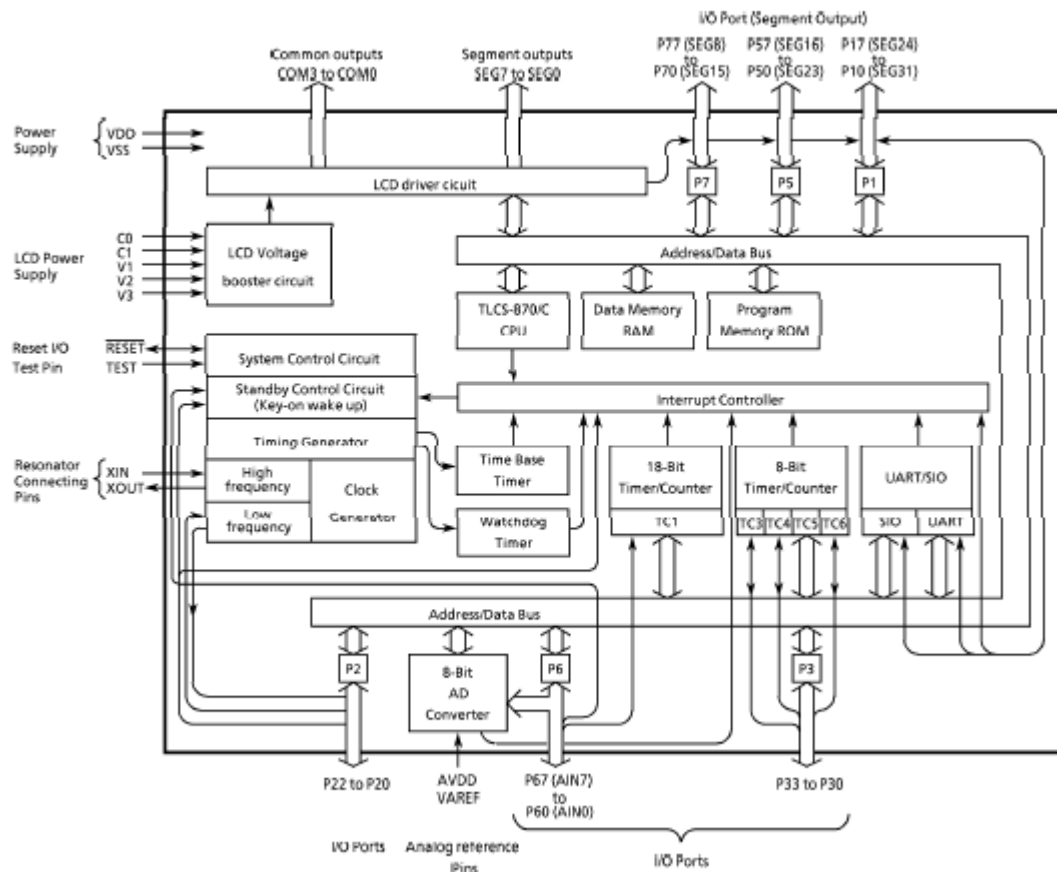 I/O Port (Segment Output)
Common outputs
COM3 to COM0
Segment outputs
SEG7 to SEG0
P77 (SEG8)
to
P70 (SEG15)
P57 (SEG16)
to
P50 (SEG23)
P17 (SEG24)
to
P10 (SEG31)
Power
Supply
VDD
VSS
LCD driver cicuit
P7
P5
P1
LCD Power
Supply
C0
C1
V1
V2
V3
LCD Voltage
booster circuit
Address/Data Bus
TLCS-870/C
CPU
Data Memory
RAM
Program
Memory ROM
Reset I/O
Test Pin
RESET
TEST
System Control Circuit
Standby Control Circuit
(Key-on wake up)
Interrupt Controller
Timing Generator
Resonator
Connecting
Pins
XIN
XOUT
High
frequency
Low
frequency
Clock
Generator
Time Base
Timer
Watchdog
Timer
18-Bit
Timer/Counter
TC1
8-Bit
Timer/Counter
TC3 TC4 TC5 TC6
UART/SIO
SIO UART
Address/Data Bus
P2
8-Bit
AD
Converter
P6
P3
P22 to P20
AVDD
VAREF
P67 (AIN7)
to
P60 (AIN0)
P33 to P30
I/O Ports
Analog reference
Pins
I/O Ports